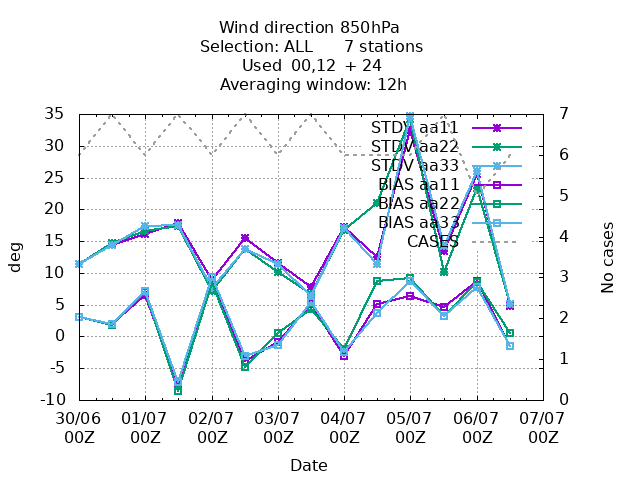 Wind direction 850hPa
Selection: ALL 7 stations
Used 00,12 + 24
Averaging window: 12h
35 7
STDV aa11
STDV aa22
30 6
STDV aa33
BIAS aa11
25 5
BIAS aa22
20
BIAS aa33
CASES
15 4
10 3
5 2
0
-5 1
-10 0
deg
No cases
30/06 01/07 02/07 03/07 04/07 05/07 06/07 07/07
00Z 00Z 00Z 00Z 00Z 00Z 00Z 00Z
Date